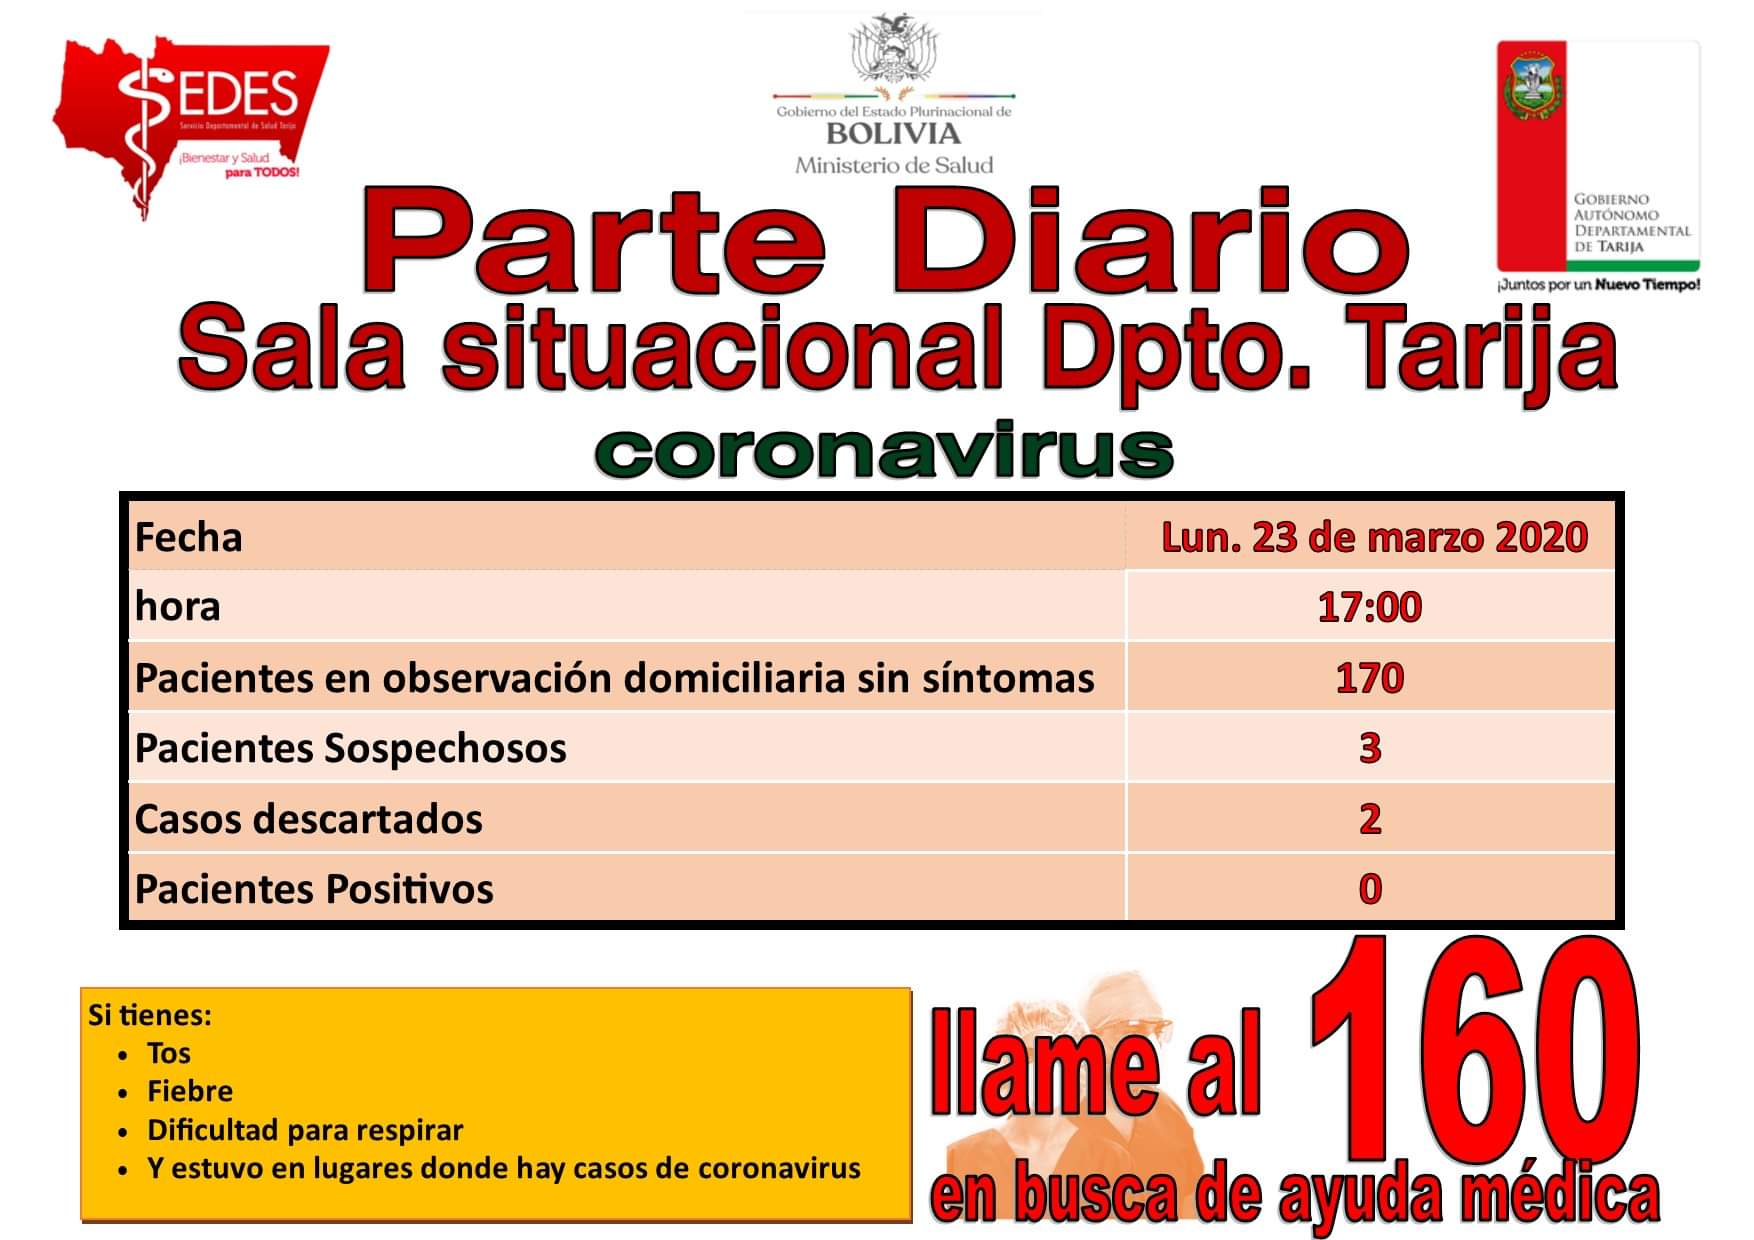 SEDES
Servicio Departamental de Salud Tarija
¡Bienestar y Salud
para TODOS!
Gobierno del Estado Plurinacional de
BOLIVIA
Ministerio de Salud
GOBIERNO
AUTÓNOMO
DEPARTAMENTAL
DE TARIJA
¡Juntos por un Nuevo Tiempo!
Parte Diario
Sala situacional Dpto. Tarija
coronavirus
Fecha Lun. 23 de marzo 2020
hora 17:00
Pacientes en observación domiciliaria sin síntomas 170
Pacientes Sospechosos 3
Casos descartados 2
Pacientes Positivos 0
Si tienes:
• Tos
• Fiebre
• Dificultad para respirar
• Y estuvo en lugares donde hay casos de coronavirus
llame al 160
en busca de ayuda médica